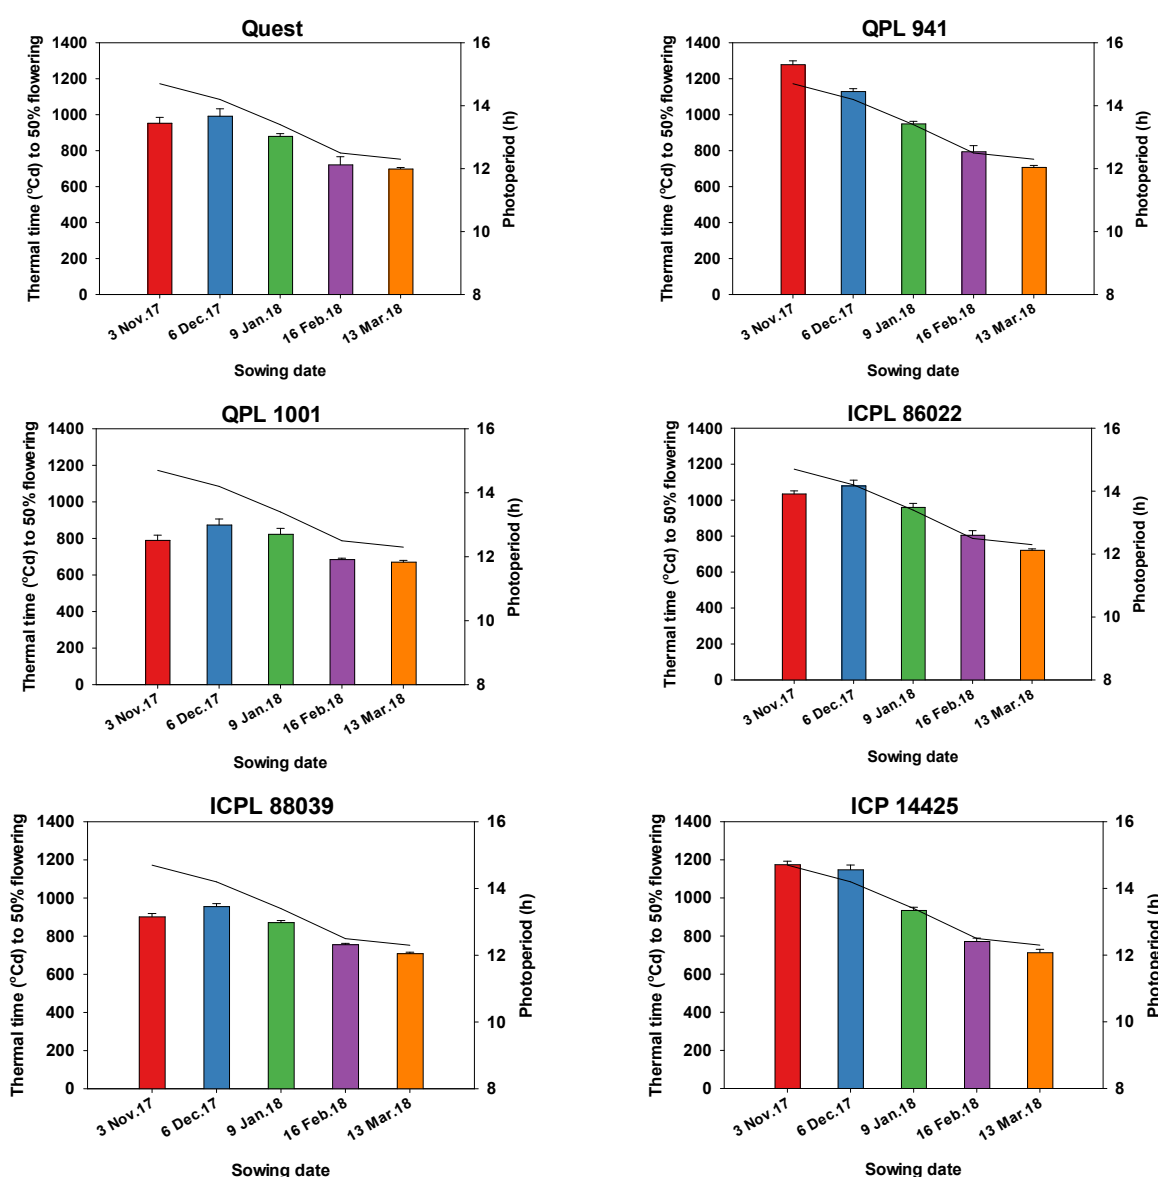 Quest
Thermal time (°Cd) to 50% flowering
1400
1200
1000
800
600
400
200
0
16
14
12
10
8
Photoperiod (h)
3 Nov.17
6 Dec.17
9 Jan.18
16 Feb.18
13 Mar.18
Sowing date
QPL 941
Thermal time (°Cd) to 50% flowering
1400
1200
1000
800
600
400
200
0
16
14
12
10
8
Photoperiod (h)
3 Nov.17
6 Dec.17
9 Jan.18
16 Feb.18
13 Mar.18
Sowing date
QPL 1001
Thermal time (°Cd) to 50% flowering
1400
1200
1000
800
600
400
200
0
16
14
12
10
8
Photoperiod (h)
3 Nov.17
6 Dec.17
9 Jan.18
16 Feb.18
13 Mar.18
Sowing date
ICPL 86022
Thermal time (°Cd) to 50% flowering
1400
1200
1000
800
600
400
200
0
16
14
12
10
8
Photoperiod (h)
3 Nov.17
6 Dec.17
9 Jan.18
16 Feb.18
13 Mar.18
Sowing date
ICPL 88039
Thermal time (°Cd) to 50% flowering
1400
1200
1000
800
600
400
200
0
16
14
12
10
8
Photoperiod (h)
3 Nov.17
6 Dec.17
9 Jan.18
16 Feb.18
13 Mar.18
Sowing date
ICP 14425
Thermal time (°Cd) to 50% flowering
1400
1200
1000
800
600
400
200
0
16
14
12
10
8
Photoperiod (h)
3 Nov.17
6 Dec.17
9 Jan.18
16 Feb.18
13 Mar.18
Sowing date